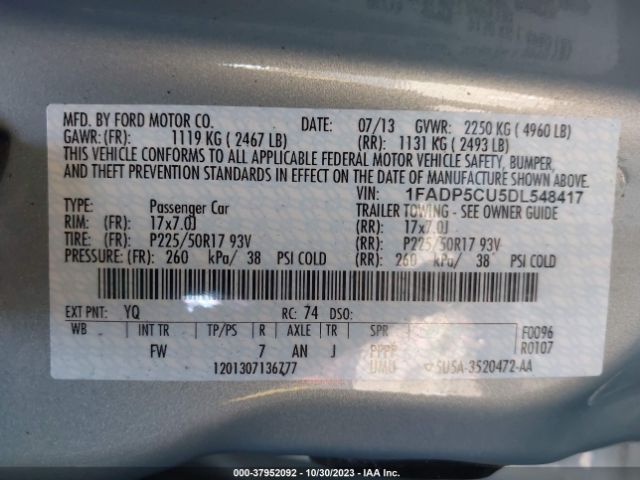 MFD. BY FORD MOTOR CO. DATE: 07/13 GVWR: 2250 KG ( 4960 LB)
GAWR: (FR): 1119 KG ( 2467 LB) (RR): 1131 KG ( 2493 LB)
THIS VEHICLE CONFORMS TO ALL APPLICABLE FEDERAL MOTOR VEHICLE SAFETY, BUMPER,
AND THEFT PREVENTION STANDARDS IN EFFECT ON THE DATE OF MANUFACTURE SHOWN ABOVE.
VIN: 1FADP5CU5DL548417
TYPE: Passenger Car TRAILER TOWING - SEE OWNER GUIDE
RIM: (FR): 17x7.0J (RR): 17x7.0J
TIRE: (FR): P225/50R17 93V (RR): P225/50R17 93V
PRESSURE: (FR): 260 kPa/ 38 PSI COLD (RR): 260 kPa/ 38 PSI COLD
EXT PNT: YQ RC: 74 DSO:
WB INT TR TP/PS R AXLE TR SPR F0096
FW 7 AN J PPPP R0107
1201307136777 UMU 5USA-3520472-AA
000-37952092 - 10/30/2023 - IAA Inc.